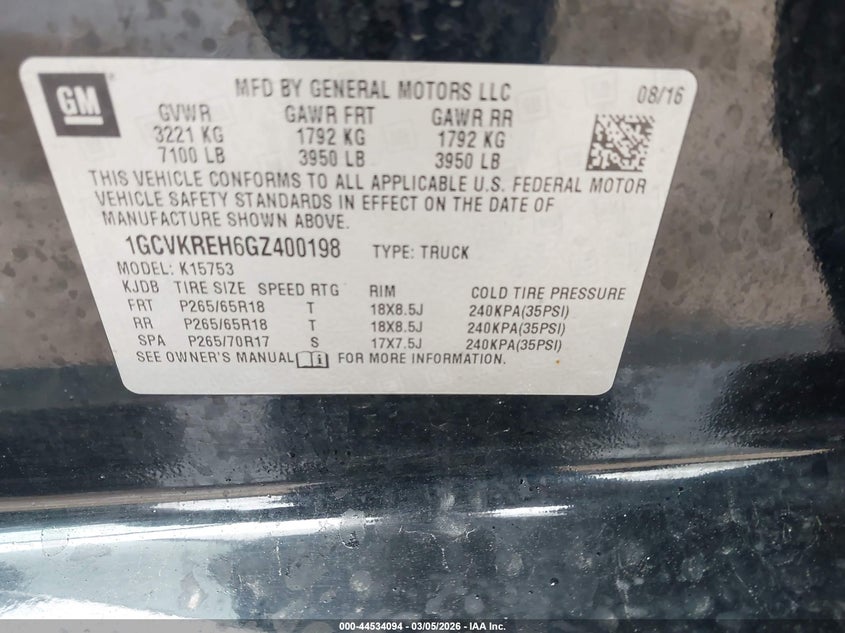 GM
MFD BY GENERAL MOTORS LLC
08/16
GVWR GAWR FRT GAWR RR
3221 KG 1792 KG 1792 KG
7100 LB 3950 LB 3950 LB
THIS VEHICLE CONFORMS TO ALL APPLICABLE U.S. FEDERAL MOTOR
VEHICLE SAFETY STANDARDS IN EFFECT ON THE DATE OF
MANUFACTURE SHOWN ABOVE.
1GCVKREH6GZ400198 TYPE: TRUCK
MODEL: K15753
KJDB TIRE SIZE SPEED RTG RIM COLD TIRE PRESSURE
FRT P265/65R18 T 18X8.5J 240KPA(35PSI)
RR P265/65R18 T 18X8.5J 240KPA(35PSI)
SPA P265/70R17 S 17X7.5J 240KPA(35PSI)
SEE OWNER'S MANUAL FOR MORE INFORMATION.
000-44534094 - 03/05/2026 - IAA Inc.